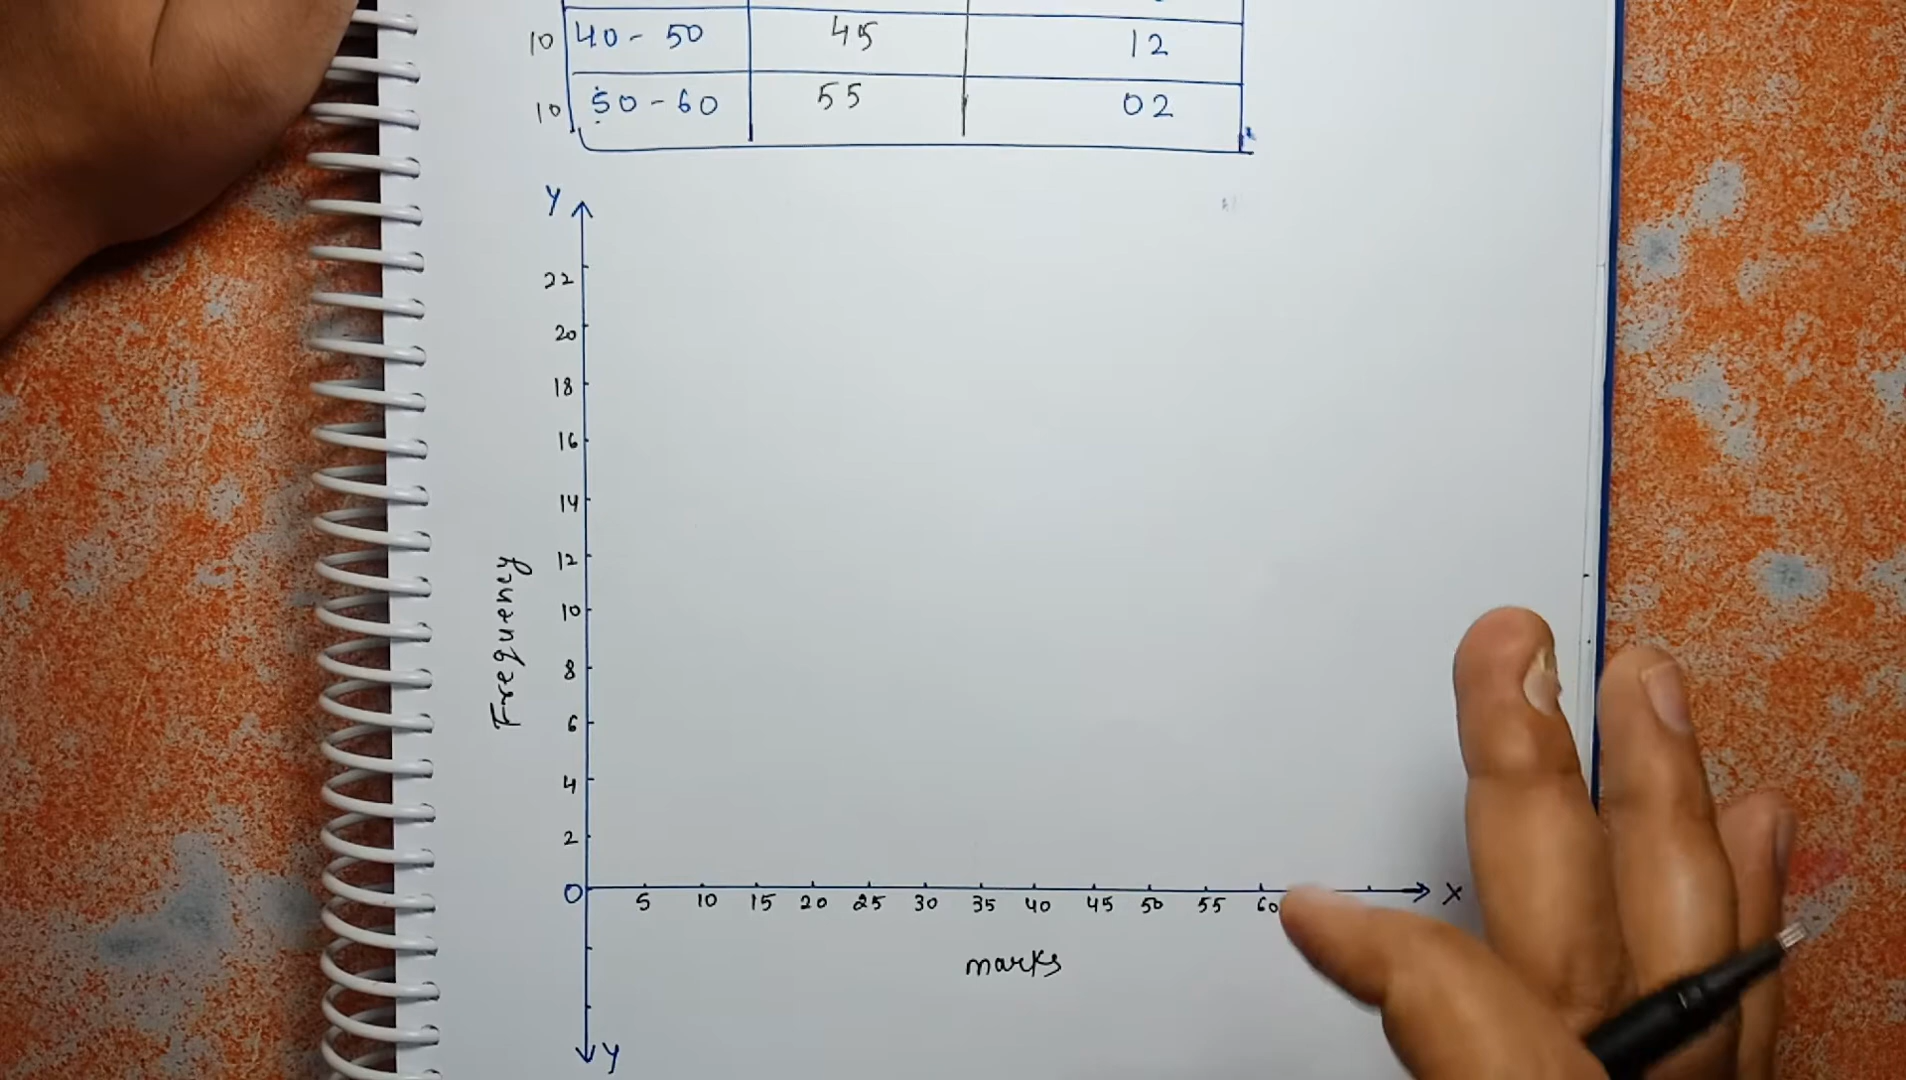 10 40 - 50 45 12
10 50 - 60 55 02
Y
22
20
18
16
14
12
10
8
6
4
2
Frequency
0 5 10 15 20 25 30 35 40 45 50 55 60 X
marks
Y